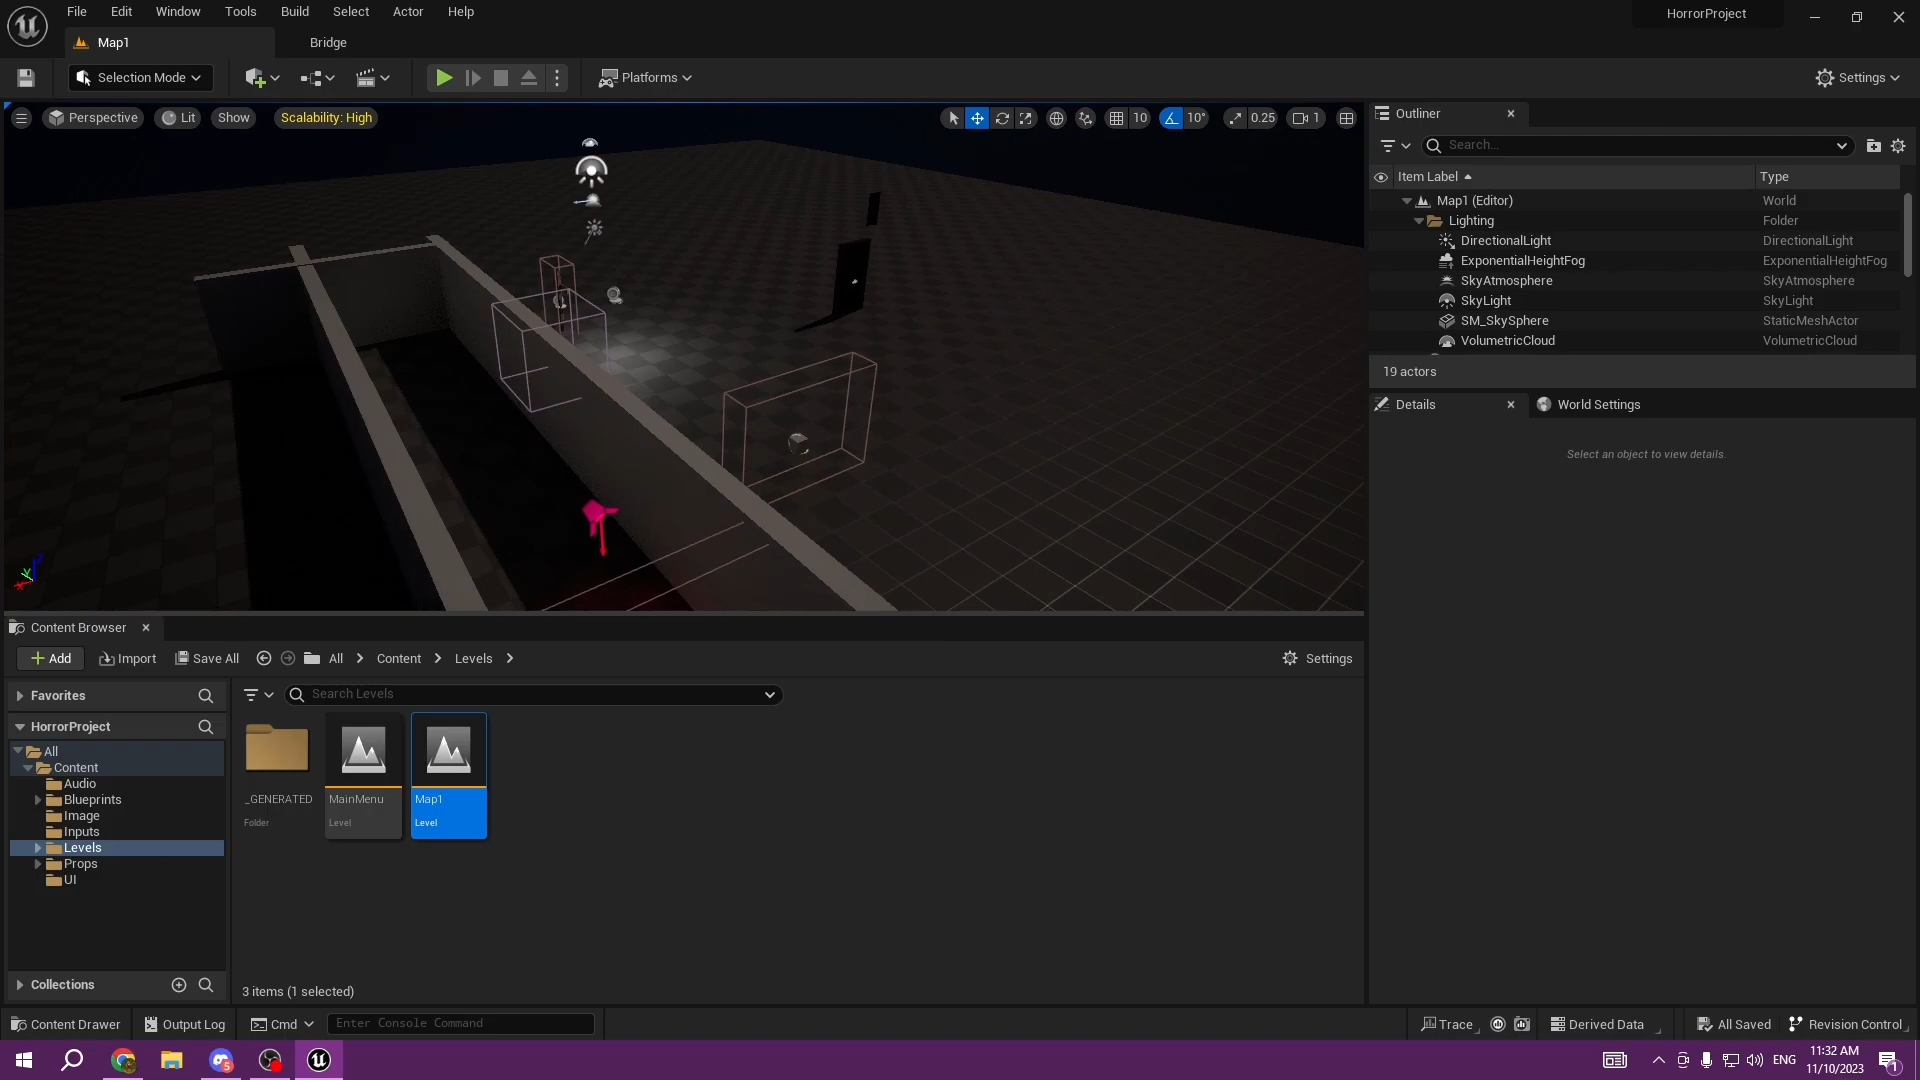 File Edit Window Tools Build Select Actor Help
HorrorProject
Map1
Bridge
Selection Mode
Platforms
Settings
Perspective
Lit
Show
Scalability: High
10
10°
0.25
1
Outliner
Search...
Item Label
Type
Map1 (Editor)
World
Lighting
Folder
DirectionalLight
DirectionalLight
ExponentialHeightFog
ExponentialHeightFog
SkyAtmosphere
SkyAtmosphere
SkyLight
SkyLight
SM_SkySphere
StaticMeshActor
VolumetricCloud
VolumetricCloud
19 actors
Details
World Settings
Select an object to view details.
Content Browser
Add
Import
Save All
All
Content
Levels
Settings
Favorites
Search Levels
HorrorProject
All
Content
Audio
Blueprints
Image
Inputs
Levels
Props
UI
_GENERATED
Folder
MainMenu
Level
Map1
Level
Collections
3 items (1 selected)
Content Drawer
Output Log
Cmd
Enter Console Command
Trace
Derived Data
All Saved
Revision Control
5
ENG
11:32 AM
11/10/2023
1